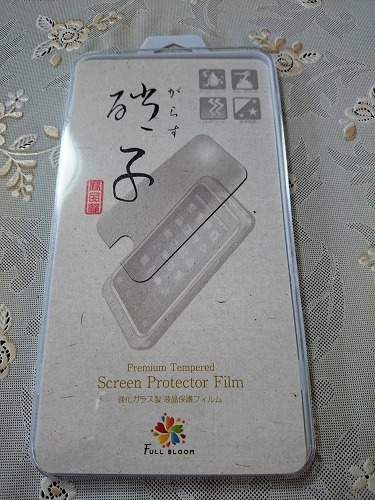 硝子
がらす
Premium Tempered
Screen Protector Film
強化ガラス製 液晶保護フィルム
FULL BLOOM